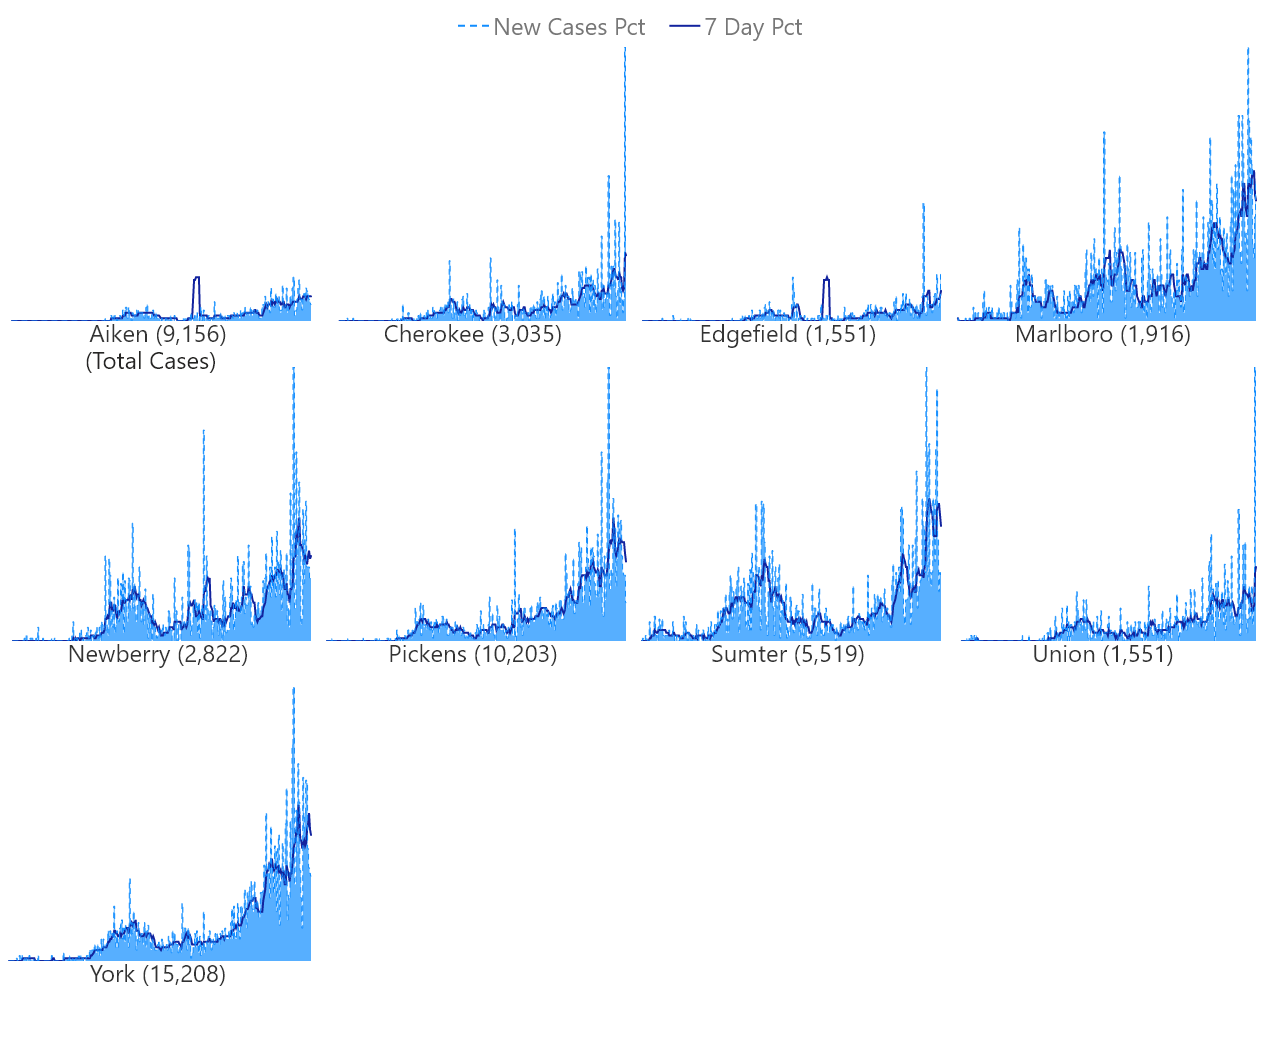 New Cases Pct 7 Day Pct
Aiken (9,156) Cherokee (3,035) Edgefield (1,551) Marlboro (1,916)
(Total Cases)
Newberry (2,822) Pickens (10,203) Sumter (5,519) Union (1,551)
York (15,208)